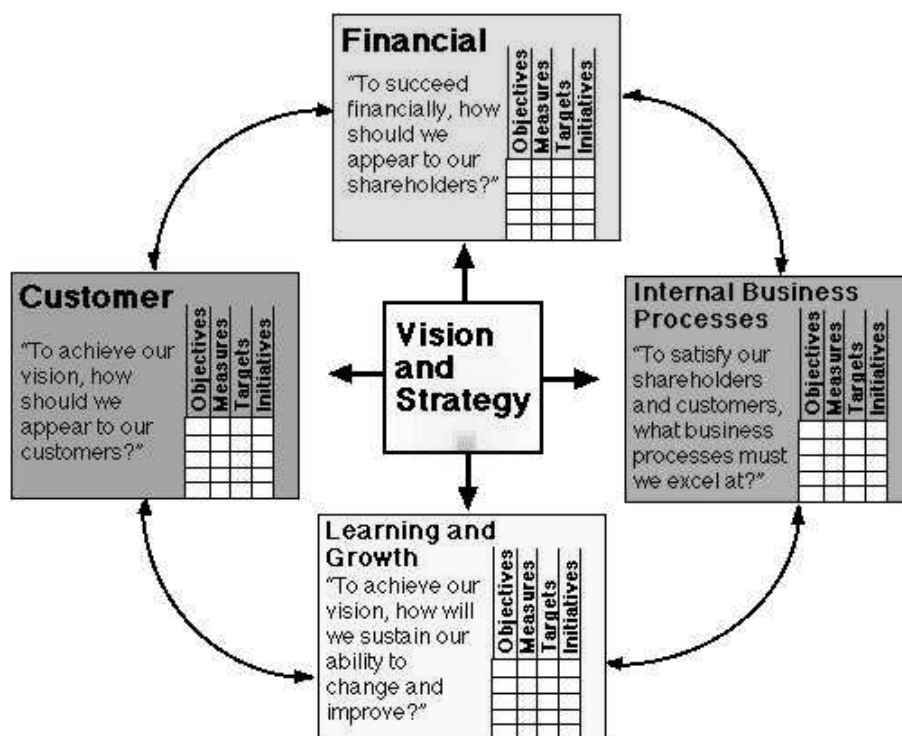 Financial
“To succeed
financially, how
should we
appear to our
shareholders?”
Objectives
Measures
Targets
Initiatives
Customer
“To achieve our
vision, how
should we
appear to our
customers?”
Objectives
Measures
Targets
Initiatives
Vision
and
Strategy
Internal Business
Processes
“To satisfy our
shareholders
and customers,
what business
processes must
we excel at?”
Objectives
Measures
Targets
Initiatives
Learning and
Growth
“To achieve our
vision, how will
we sustain our
ability to
change and
improve?”
Objectives
Measures
Targets
Initiatives